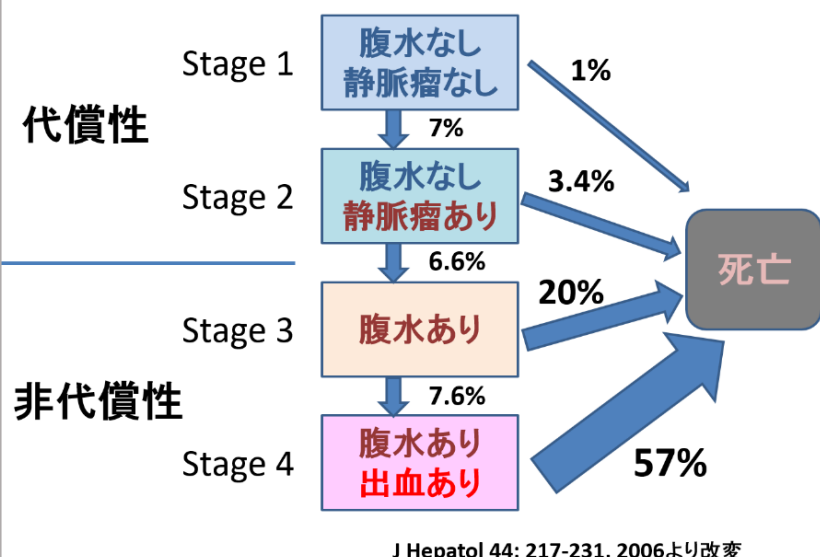 Stage 1
腹水なし
静脈瘤なし
1%
代償性
7%
Stage 2
腹水なし
静脈瘤あり
3.4%
6.6%
死亡
20%
Stage 3
腹水あり
非代償性
7.6%
Stage 4
腹水あり
出血あり
57%
J Hepatol 44: 217-231, 2006より改変